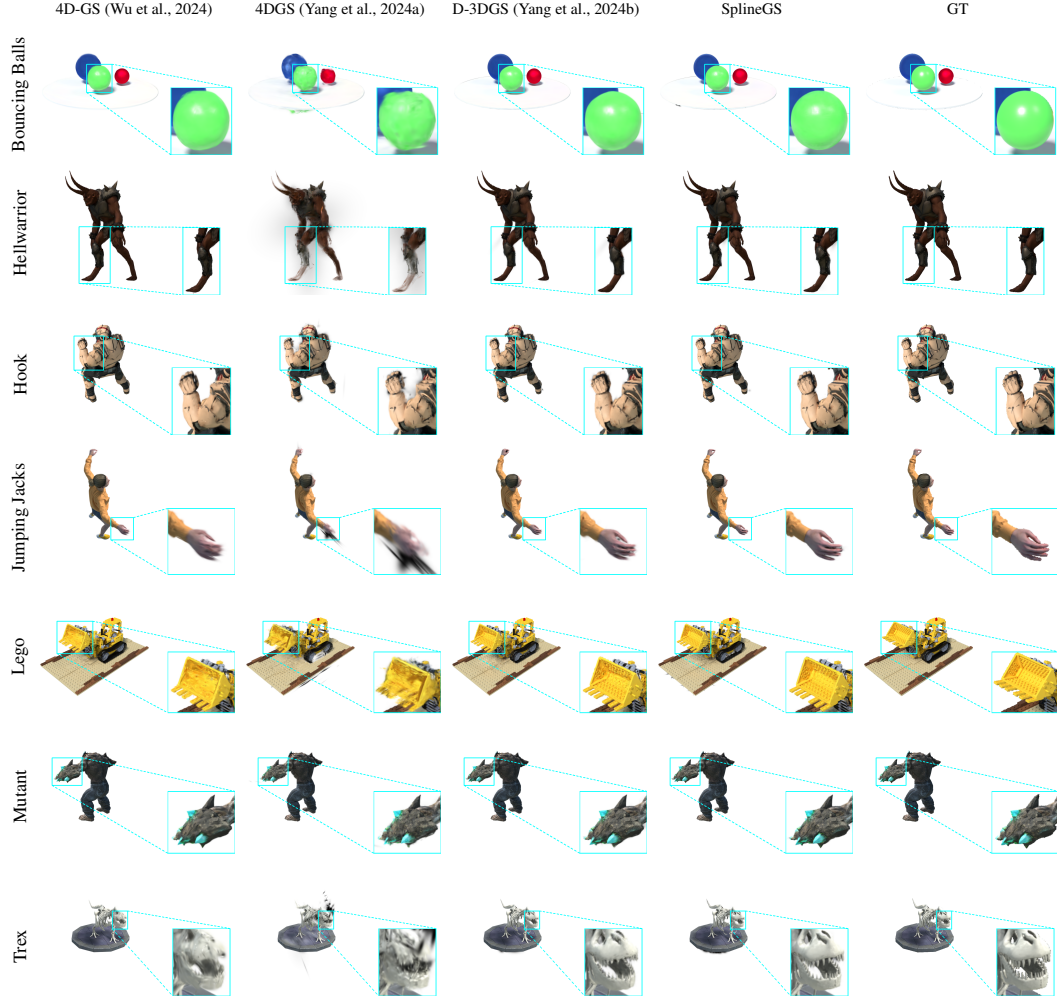 4D-GS (Wu et al., 2024) 4DGS (Yang et al., 2024a) D-3DGS (Yang et al., 2024b) SplineGS GT
Bouncing Balls
Hellwarrior
Hook
Jumping Jacks
Lego
Mutant
Trex